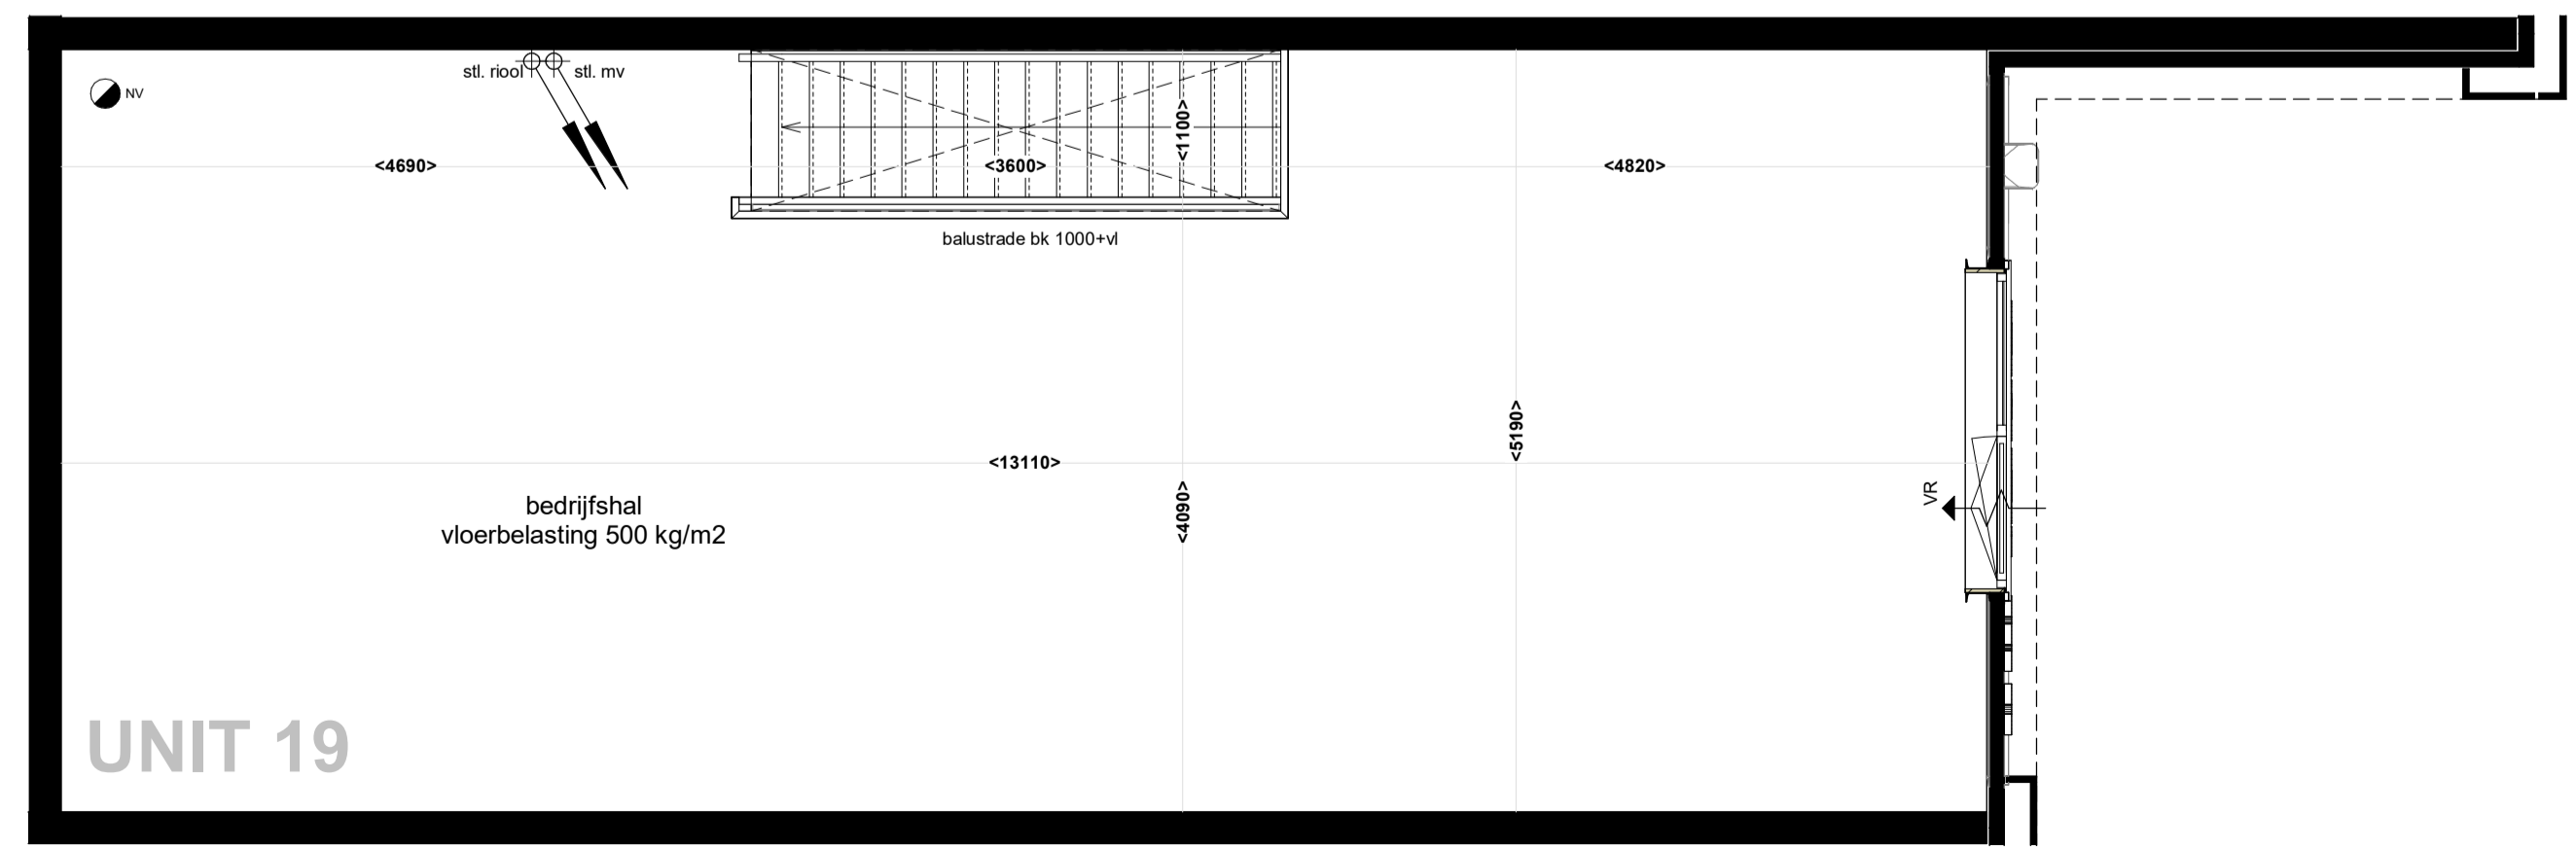 stl. riool
stl. mv
NV
<1100>
<4690>
<3600>
<4820>
balustrade bk 1000+vl
<5190>
<13110>
<4090>
VR
bedrijfshal
vloerbelasting 500 kg/m2
UNIT 19